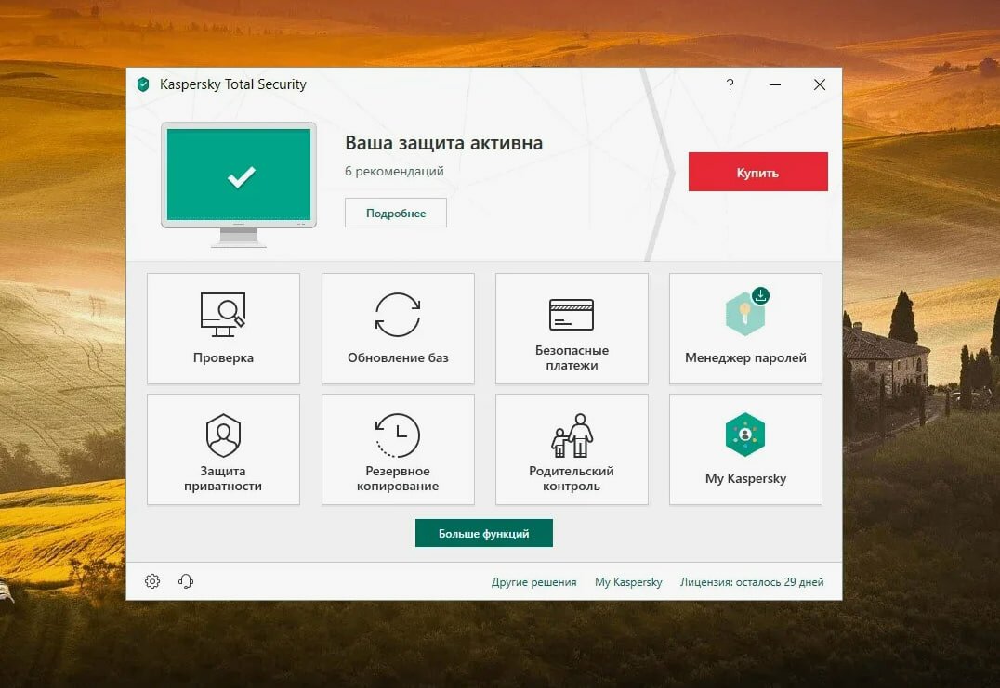 Kaspersky Total Security
?
Ваша защита активна
6 рекомендаций
Подробнее
Купить
Проверка
Обновление баз
Безопасные
платежи
Менеджер паролей
Защита
приватности
Резервное
копирование
Родительский
контроль
My Kaspersky
Больше функций
Другие решения
My Kaspersky
Лицензия: осталось 29 дней